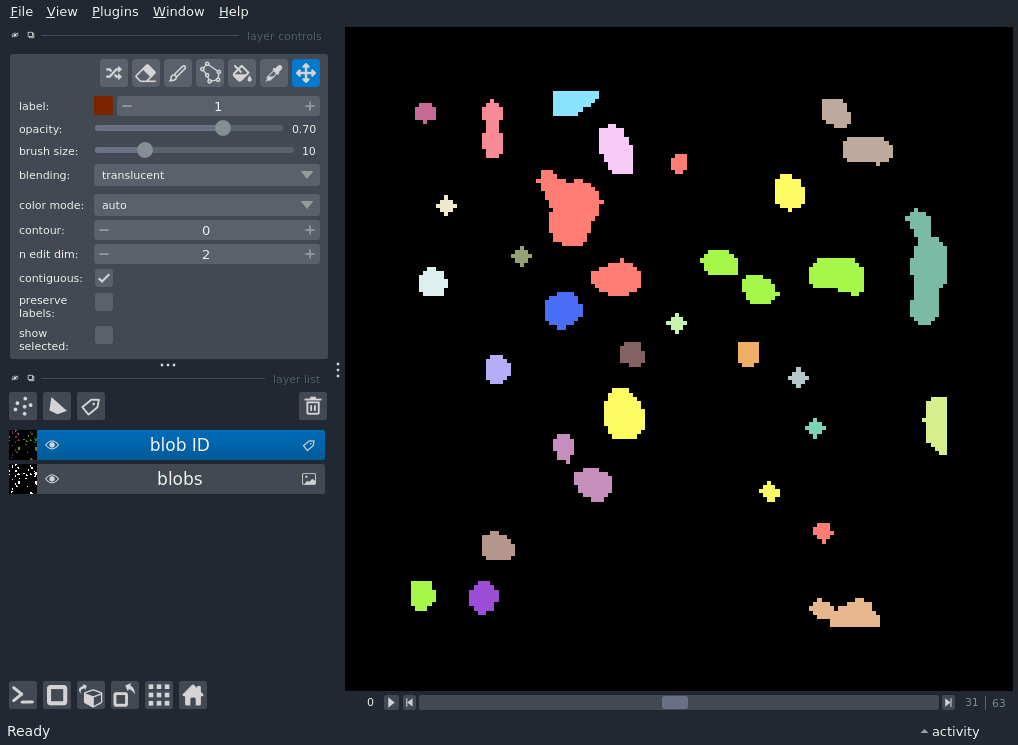 File View Plugins Window Help
layer controls
label: 1
opacity: 0.70
brush size: 10
blending: translucent
color mode: auto
contour: 0
n edit dim: 2
contiguous:
preserve
labels:
show
selected:
layer list
blob ID
blobs
0 31 63
Ready activity